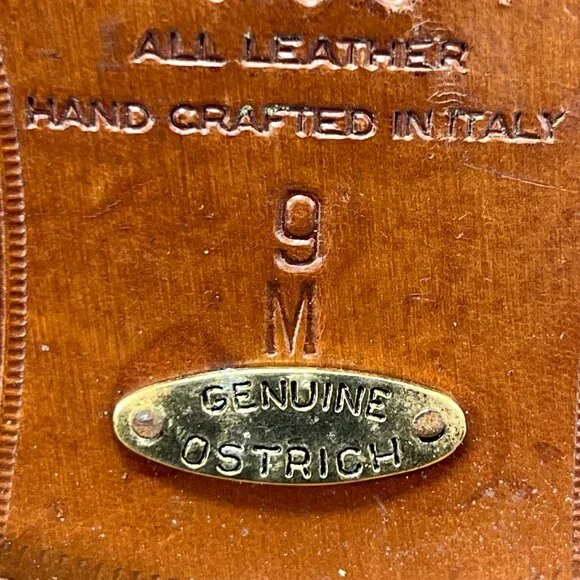 ALL LEATHER
HAND CRAFTED IN ITALY
9
M
GENUINE
OSTRICH